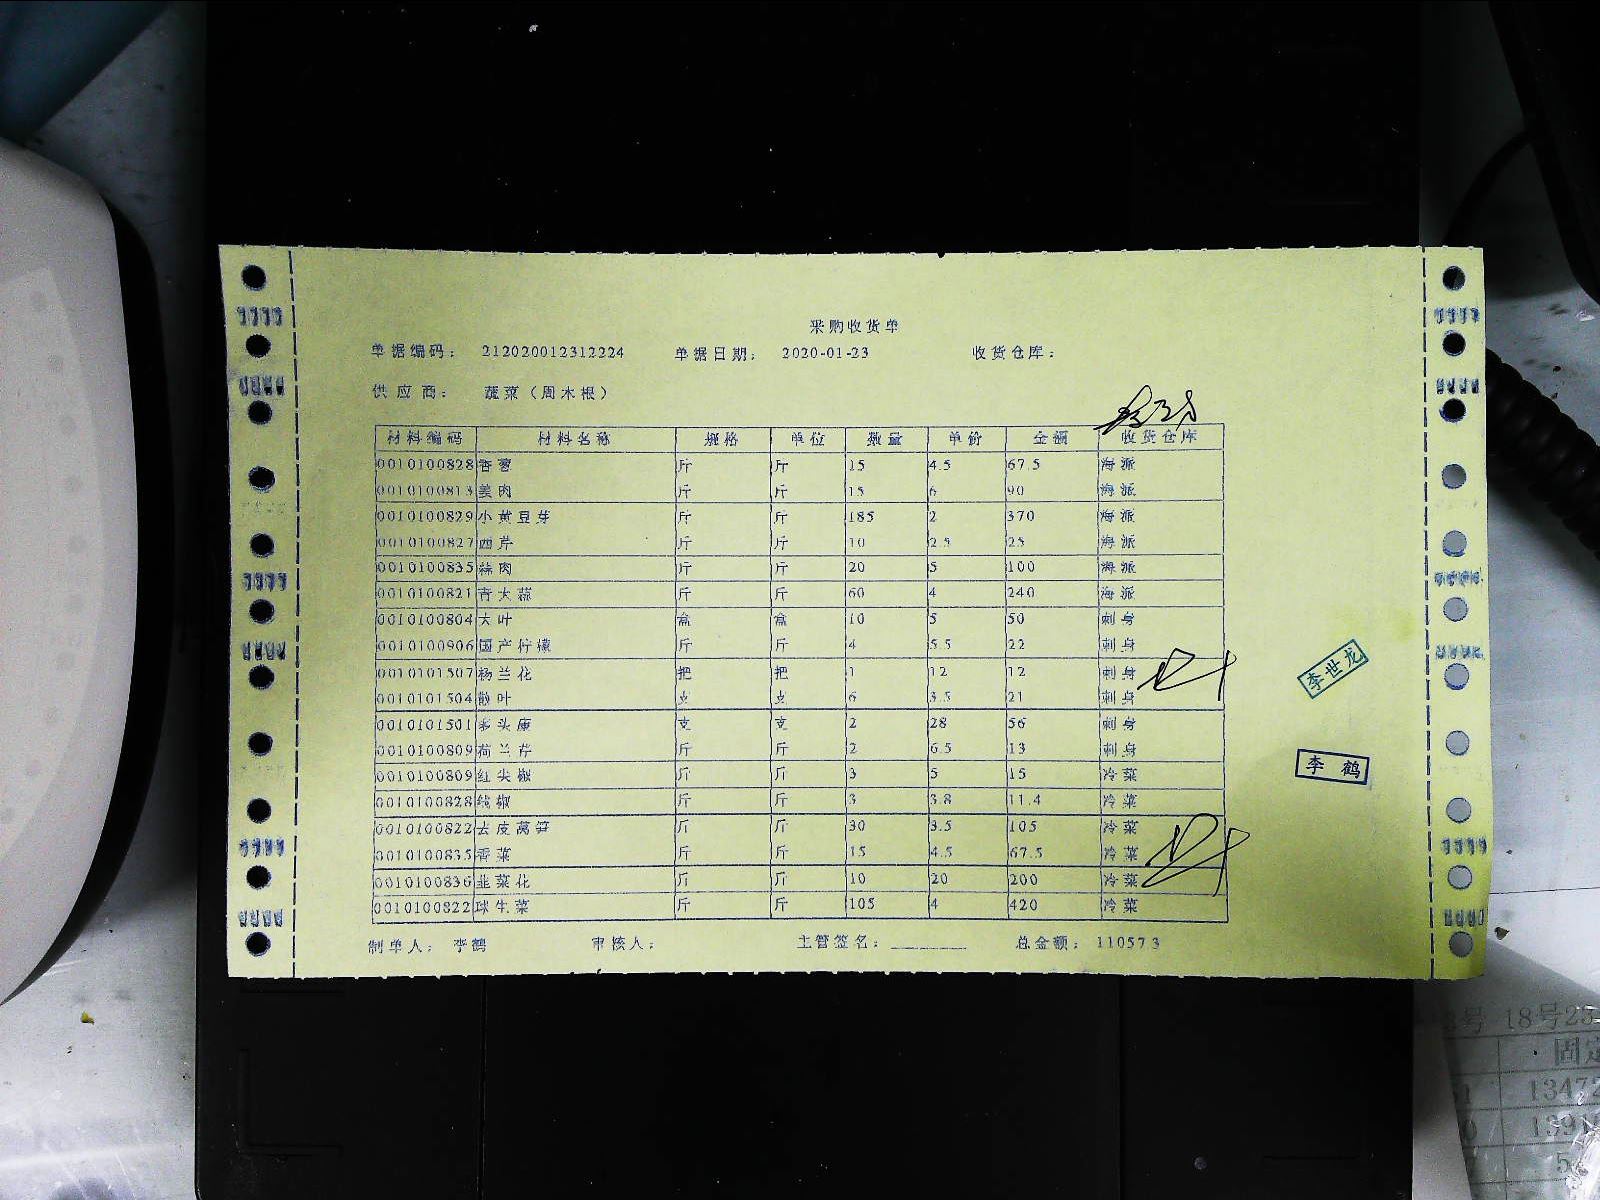 采购收货单
单据编码： 212020012312224 单据日期： 2020-01-23 收货仓库：
供应商： 蔬菜（周木根）
材料编码 材料名称 规格 单位 数量 单价 金额 收货仓库
0010100828 香葱 斤 斤 15 4.5 67.5 海派
0010100813 姜肉 斤 斤 15 6 90 海派
0010100829 小黄豆芽 斤 斤 185 2 370 海派
0010100827 西芹 斤 斤 10 2.5 25 海派
0010100835 蒜肉 斤 斤 20 5 100 海派
0010100821 青大蒜 斤 斤 60 4 240 海派
0010100804 大叶 盒 盒 10 5 50 刺身
0010100906 国产柠檬 斤 斤 4 5.5 22 刺身
0010101507 杨兰花 把 把 1 12 12 刺身
0010101504 散叶 支 支 6 3.5 21 刺身
0010101501 支 支 2 28 56 刺身
0010100809 荷兰芹 斤 斤 2 6.5 13 刺身
0010100809 红尖椒 斤 斤 3 5 15 冷菜
0010100828 线椒 斤 斤 3 3.8 11.4 冷菜
0010100822 去皮莴笋 斤 斤 30 3.5 105 冷菜
0010100835 香菜 斤 斤 15 4.5 67.5 冷菜
0010100836 韭菜花 斤 斤 10 20 200 冷菜
0010100822 球生菜 斤 斤 105 4 420 冷菜
李世龙
李鹤
制单人： 李鹤 审核人： 主管签名： 总金额： 11057.3
18号23
固定